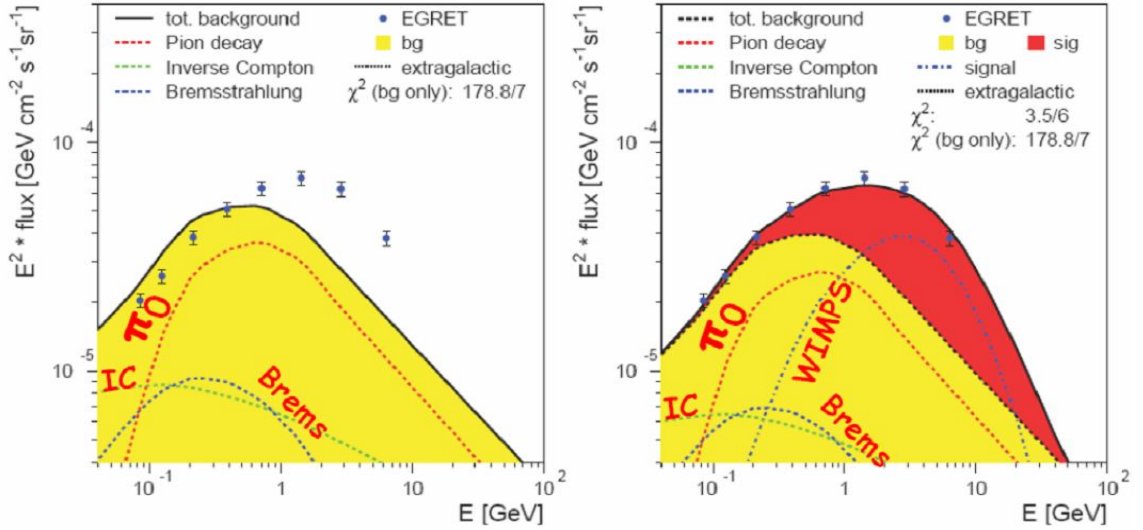 tot. background EGRET
Pion decay bg
Inverse Compton extragalactic
Bremsstrahlung χ² (bg only): 178.8/7
E² * flux [GeV cm⁻² s⁻¹sr⁻¹]
10⁻⁴
10⁻⁵
π0
IC
Brems
10⁻¹ 1 10 10²
E [GeV]
tot. background EGRET
Pion decay bg sig
Inverse Compton signal
Bremsstrahlung extragalactic
χ²: 3.5/6
χ² (bg only): 178.8/7
E² * flux [GeV cm⁻² s⁻¹sr⁻¹]
10⁻⁴
10⁻⁵
π0
WIMPS
IC
Brems
10⁻¹ 1 10 10²
E [GeV]